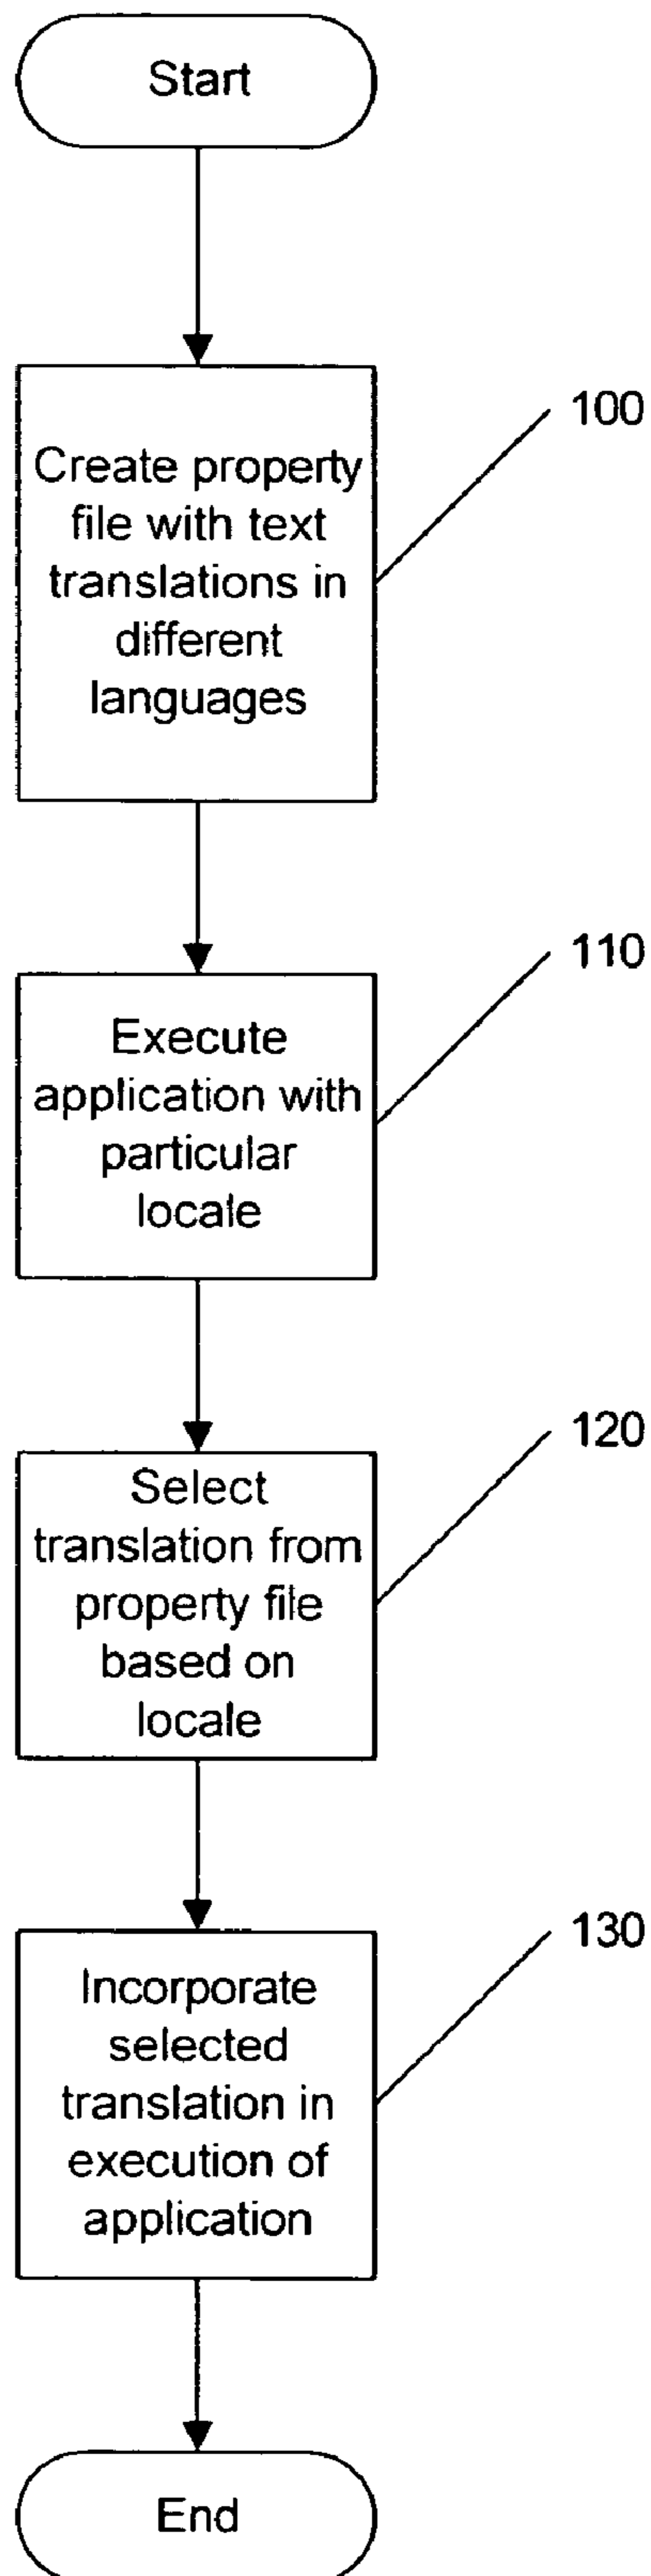 Start
100
Create property
file with text
translations in
different
languages
110
Execute
application with
particular
locale
120
Select
translation from
property file
based on
locale
130
Incorporate
selected
translation in
execution of
application
End